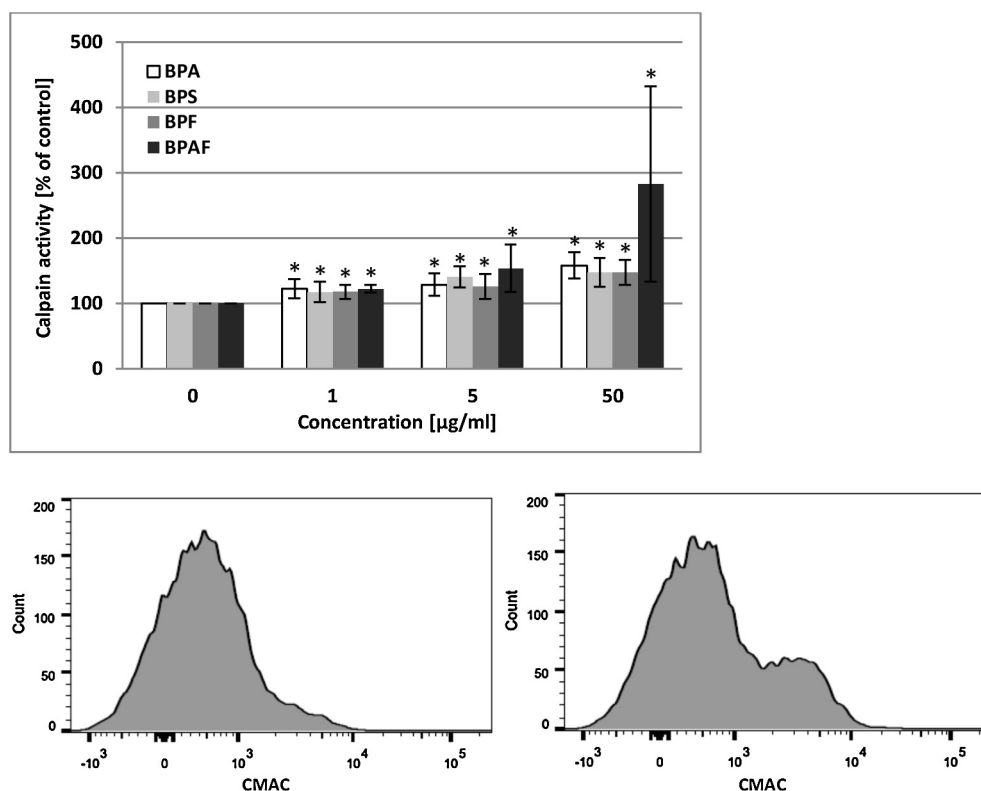 500
400
300
200
100
0
Calpain activity [% of control]
BPA
BPS
BPF
BPAF
* * * *
* * * *
* * * *
0 1 5 50
Concentration [µg/ml]
200
150
100
50
0
Count
-10³ 0 10³ 10⁴ 10⁵
CMAC
200
150
100
50
0
Count
-10³ 0 10³ 10⁴ 10⁵
CMAC